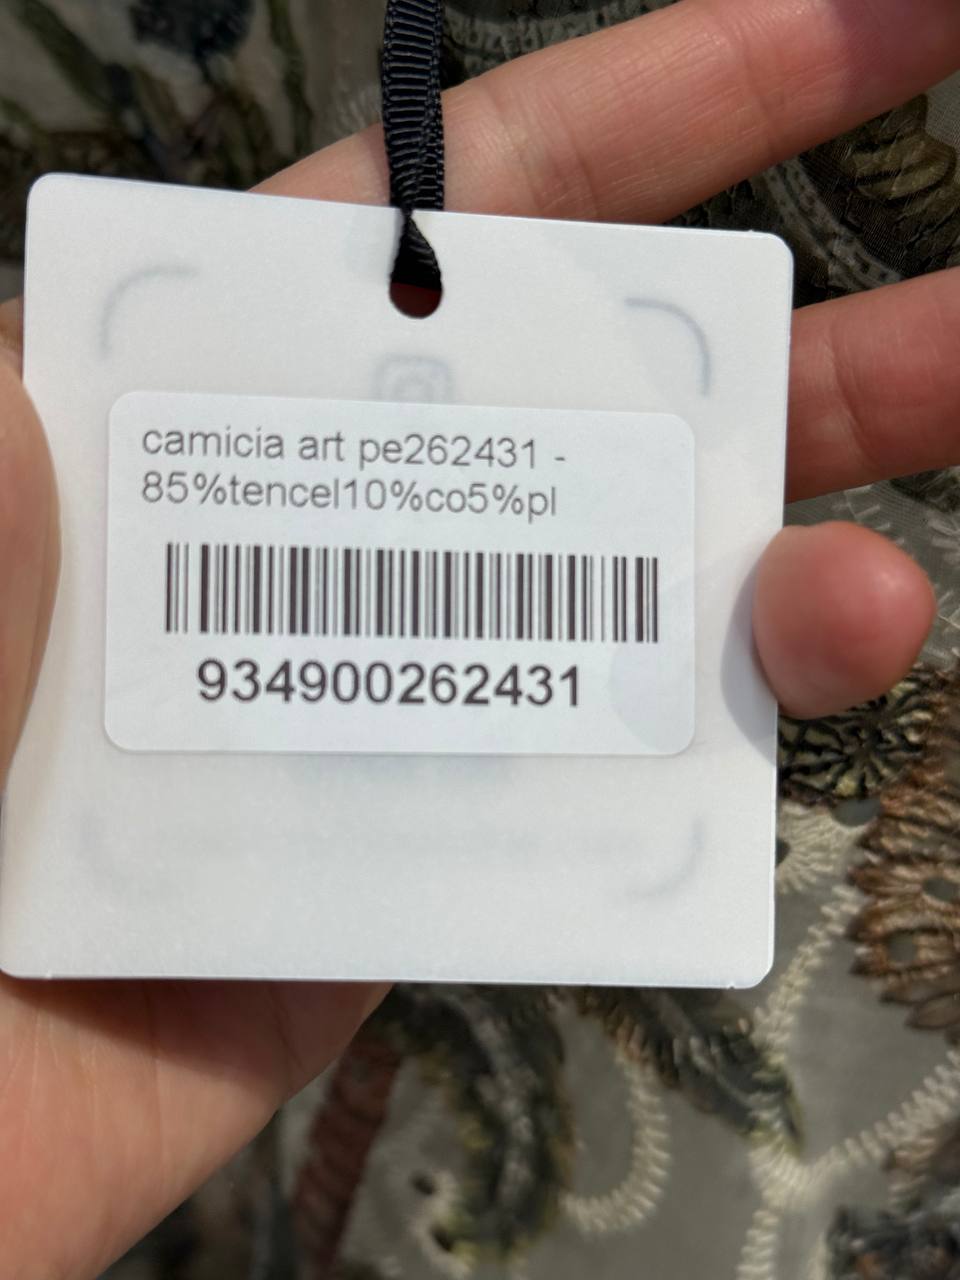 camicia art pe262431 -
85%tencel10%co5%pl
934900262431